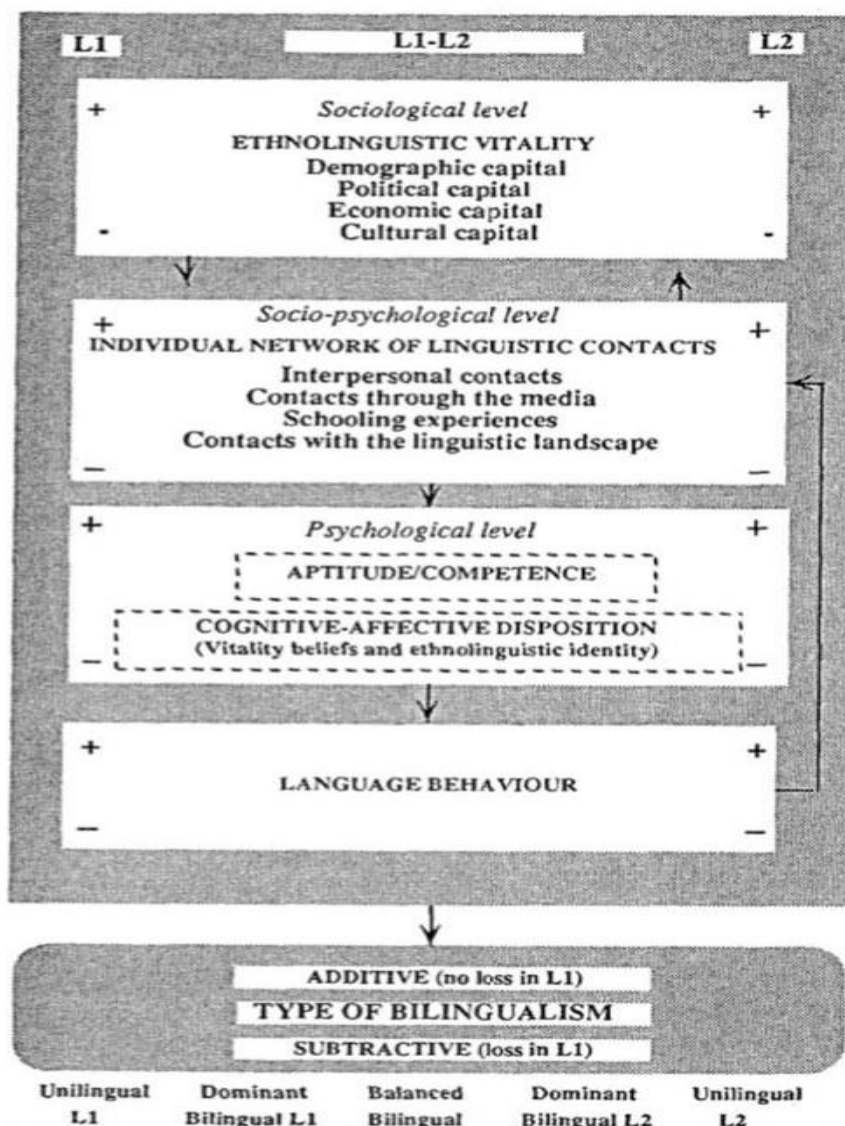 L1 L1-L2 L2
+ Sociological level +
ETHNOLINGUISTIC VITALITY
Demographic capital
Political capital
Economic capital
- Cultural capital -
+ Socio-psychological level +
INDIVIDUAL NETWORK OF LINGUISTIC CONTACTS
Interpersonal contacts
Contacts through the media
Schooling experiences
Contacts with the linguistic landscape
— —
+ Psychological level +
APTITUDE/COMPETENCE
COGNITIVE-AFFECTIVE DISPOSITION
— (Vitality beliefs and ethnolinguistic identity) —
+ +
LANGUAGE BEHAVIOUR
— —
ADDITIVE (no loss in L1)
TYPE OF BILINGUALISM
SUBTRACTIVE (loss in L1)
Unilingual Dominant Balanced Dominant Unilingual
L1 Bilingual L1 Bilingual Bilingual L2 L2